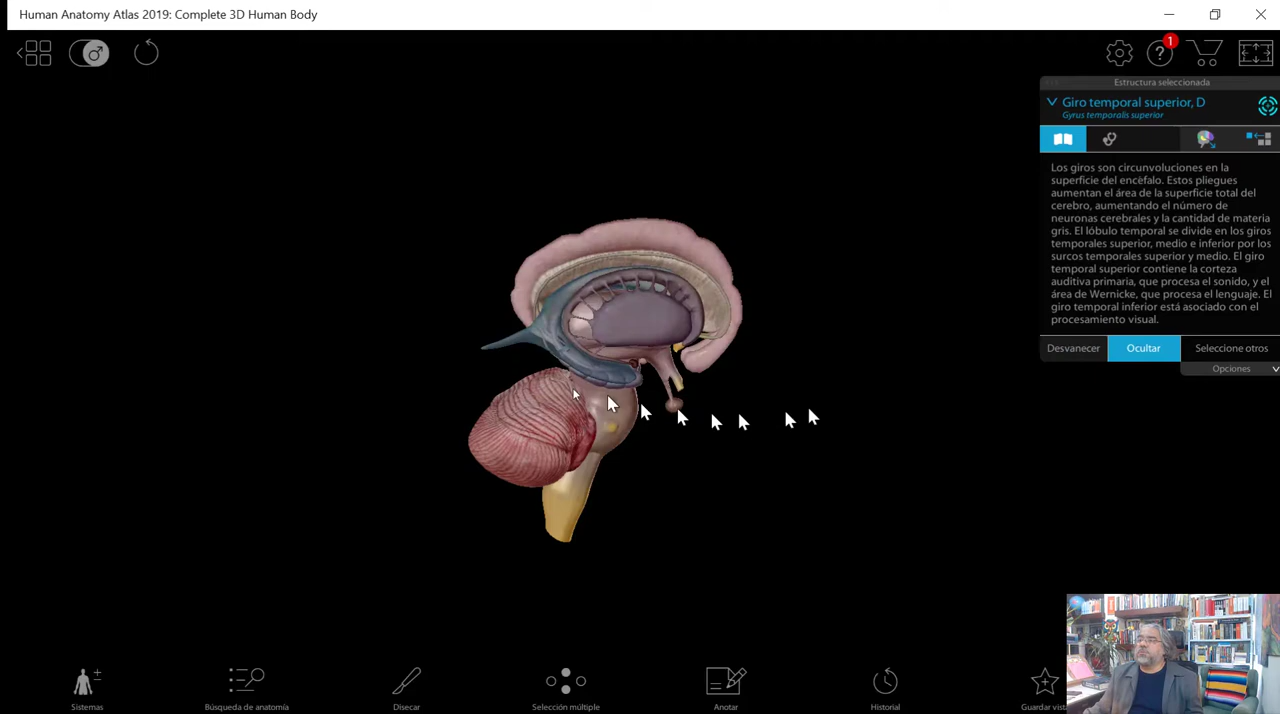 Human Anatomy Atlas 2019: Complete 3D Human Body
1
Estructura seleccionada
Giro temporal superior, D
Gyrus temporalis superior
Los giros son circunvoluciones en la
superficie del encéfalo. Estos pliegues
aumentan el área de la superficie total del
cerebro, aumentando el número de
neuronas cerebrales y la cantidad de materia
gris. El lóbulo temporal se divide en los giros
temporales superior, medio e inferior por los
surcos temporales superior y medio. El giro
temporal superior contiene la corteza
auditiva primaria, que procesa el sonido, y el
área de Wernicke, que procesa el lenguaje. El
giro temporal inferior está asociado con el
procesamiento visual.
Desvanecer
Ocultar
Seleccione otros
Opciones
Sistemas
Búsqueda de anatomía
Disecar
Selección múltiple
Anotar
Historial
Guardar vist